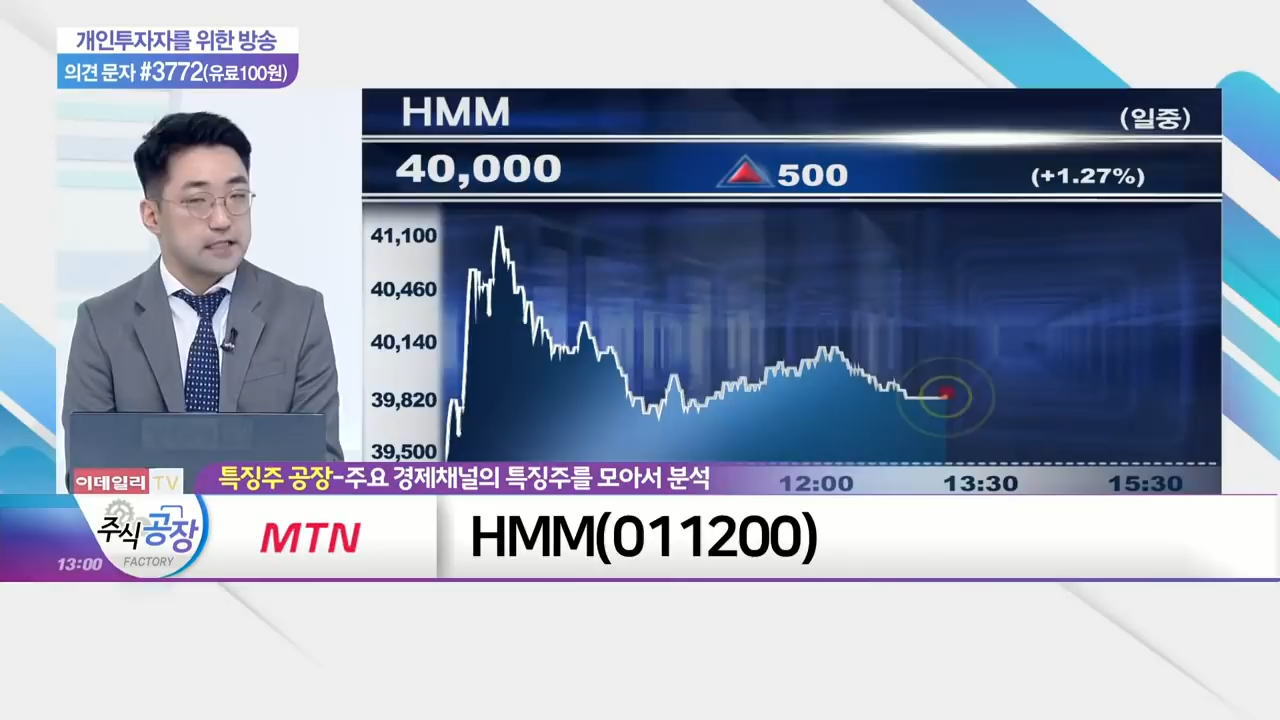 개인투자자를 위한 방송
의견 문자 #3772(유료100원)
HMM
(일중)
40,000
500
(+1.27%)
41,100
40,460
40,140
39,820
39,500
12:00
13:30
15:30
이데일리 TV
특징주 공장-주요 경제채널의 특징주를 모아서 분석
주식공장
FACTORY
13:00
MTN
HMM(011200)